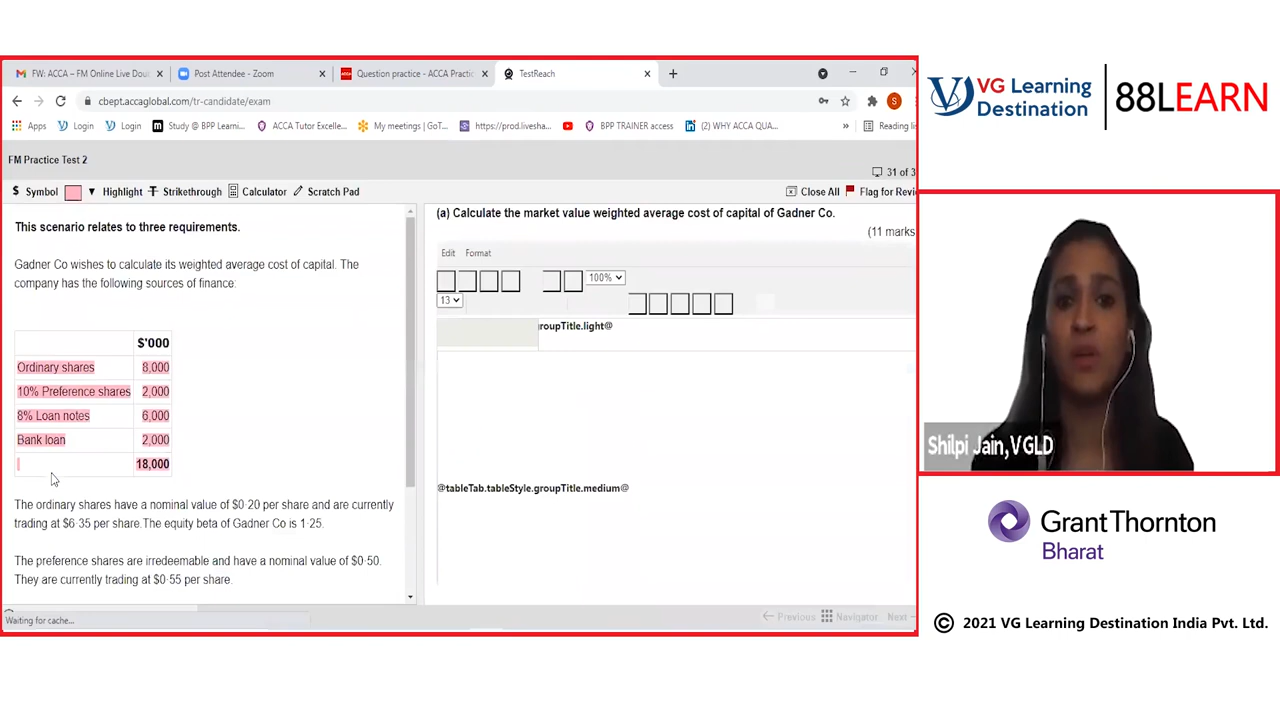 FW: ACCA – FM Online Live Dou
Post Attendee - Zoom
Question practice - ACCA Practic
TestReach
cbept.accaglobal.com/tr-candidate/exam
Apps
Login
Login
Study @ BPP Learni...
ACCA Tutor Excelle...
My meetings | GoT...
https://prod.livesha...
BPP TRAINER access
(2) WHY ACCA QUA...
Reading lis
FM Practice Test 2
31 of 3
$ Symbol
Highlight
Strikethrough
Calculator
Scratch Pad
Close All
Flag for Revie
This scenario relates to three requirements.
Gadner Co wishes to calculate its weighted average cost of capital. The
company has the following sources of finance:
$'000
Ordinary shares 8,000
10% Preference shares 2,000
8% Loan notes 6,000
Bank loan 2,000
18,000
The ordinary shares have a nominal value of $0·20 per share and are currently
trading at $6·35 per share.The equity beta of Gadner Co is 1·25.
The preference shares are irredeemable and have a nominal value of $0·50.
They are currently trading at $0·55 per share.
Waiting for cache...
(a) Calculate the market value weighted average cost of capital of Gadner Co.
(11 marks
Edit
Format
100%
13
groupTitle.light@
@tableTab.tableStyle.groupTitle.medium@
Previous
Navigator
Next
VG Learning
Destination
88LEARN
Shilpi Jain,VGLD
GrantThornton
Bharat
© 2021 VG Learning Destination India Pvt. Ltd.